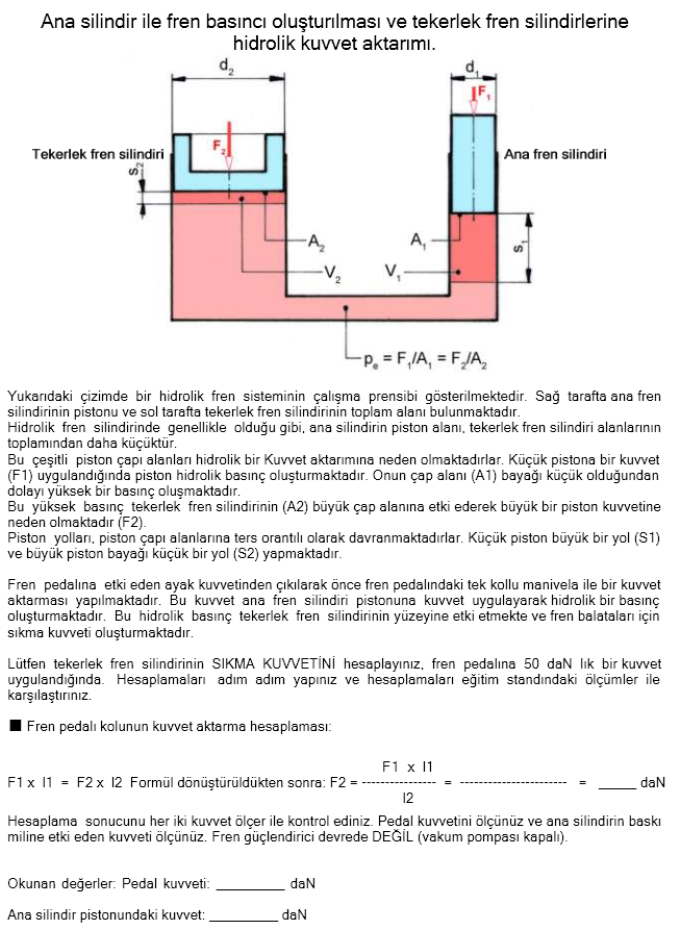 Ana silindir ile fren basıncı oluşturılması ve tekerlek fren silindirlerine
hidrolik kuvvet aktarımı.
d2
d1
F1
F2
Tekerlek fren silindiri
Ana fren silindiri
s2
A2
A1
s1
V2
V1
pe = F1/A1 = F2/A2
Yukarıdaki çizimde bir hidrolik fren sisteminin çalışma prensibi gösterilmektedir. Sağ tarafta ana fren
silindirinin pistonu ve sol tarafta tekerlek fren silindirinin toplam alanı bulunmaktadır.
Hidrolik fren silindirinde genellikle olduğu gibi, ana silindirin piston alanı, tekerlek fren silindiri alanlarının
toplamından daha küçüktür.
Bu çeşitli piston çapı alanları hidrolik bir Kuvvet aktarımına neden olmaktadırlar. Küçük pistona bir kuvvet
(F1) uygulandığında piston hidrolik basınç oluşturmaktadır. Onun çap alanı (A1) bayağı küçük olduğundan
dolayı yüksek bir basınç oluşmaktadır.
Bu yüksek basınç tekerlek fren silindirinin (A2) büyük çap alanına etki ederek büyük bir piston kuvvetine
neden olmaktadır (F2).
Piston yolları, piston çapı alanlarına ters orantılı olarak davranmaktadırlar. Küçük piston büyük bir yol (S1)
ve büyük piston bayağı küçük bir yol (S2) yapmaktadır.
Fren pedalına etki eden ayak kuvvetinden çıkılarak önce fren pedalındaki tek kollu manivela ile bir kuvvet
aktarması yapılmaktadır. Bu kuvvet ana fren silindiri pistonuna kuvvet uygulayarak hidrolik bir basınç
oluşturmaktadır. Bu hidrolik basınç tekerlek fren silindirinin yüzeyine etki etmekte ve fren balataları için
sıkma kuvveti oluşturmaktadır.
Lütfen tekerlek fren silindirinin SIKMA KUVVETİNİ hesaplayınız, fren pedalına 50 daN lık bir kuvvet
uygulandığında. Hesaplamaları adım adım yapınız ve hesaplamaları eğitim standındaki ölçümler ile
karşılaştırınız.
■ Fren pedalı kolunun kuvvet aktarma hesaplaması:
F1 x l1
F1 x l1 = F2 x l2 Formül dönüştürüldükten sonra: F2 = ---------------- = ----------------------- = _____ daN
l2
Hesaplama sonucunu her iki kuvvet ölçer ile kontrol ediniz. Pedal kuvvetini ölçünüz ve ana silindirin baskı
miline etki eden kuvveti ölçünüz. Fren güçlendirici devrede DEĞİL (vakum pompası kapalı).
Okunan değerler: Pedal kuvveti: _________ daN
Ana silindir pistonundaki kuvvet: _________ daN